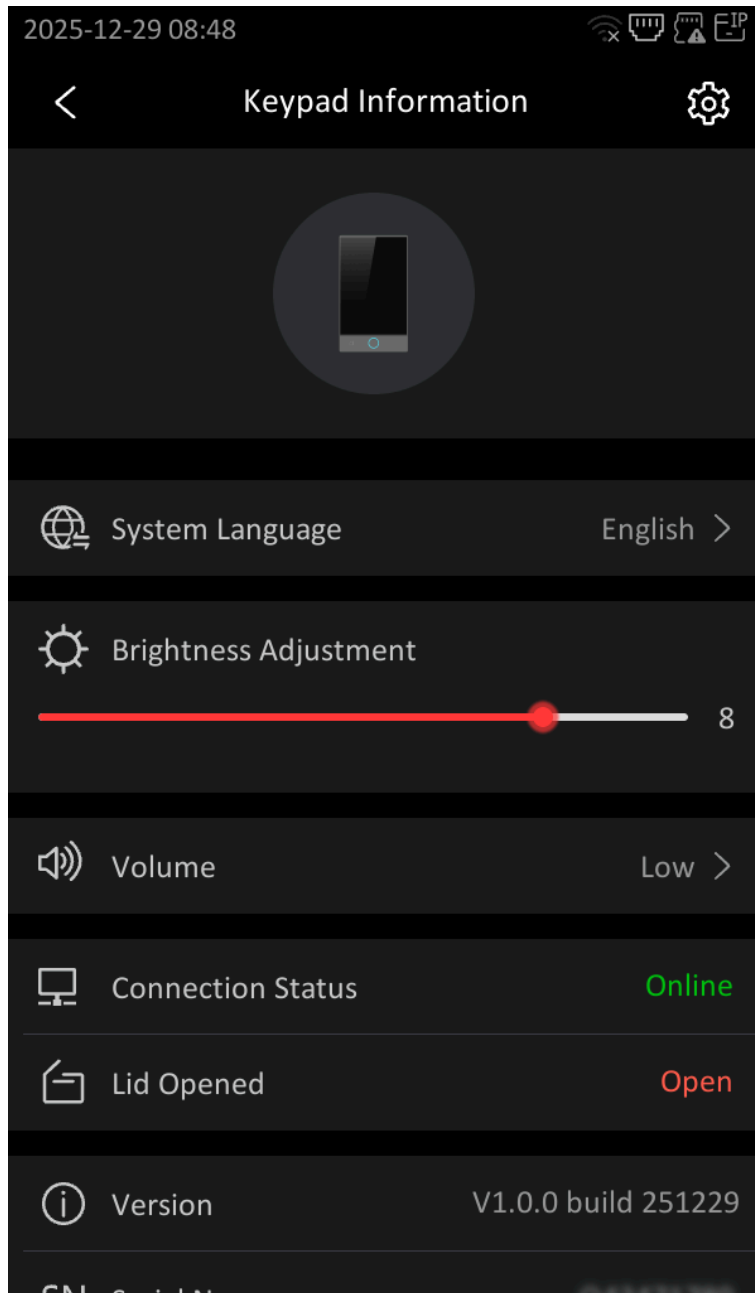 2025-12-29 08:48
IP
Keypad Information
System Language English
Brightness Adjustment
8
Volume Low
Connection Status Online
Lid Opened Open
Version V1.0.0 build 251229